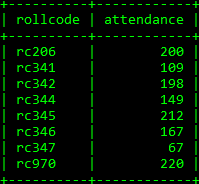 +----------+------------+
| rollcode | attendance |
+----------+------------+
| rc206    |        200 |
| rc341    |        109 |
| rc342    |        198 |
| rc344    |        149 |
| rc345    |        212 |
| rc346    |        167 |
| rc347    |         67 |
| rc970    |        220 |
+----------+------------+